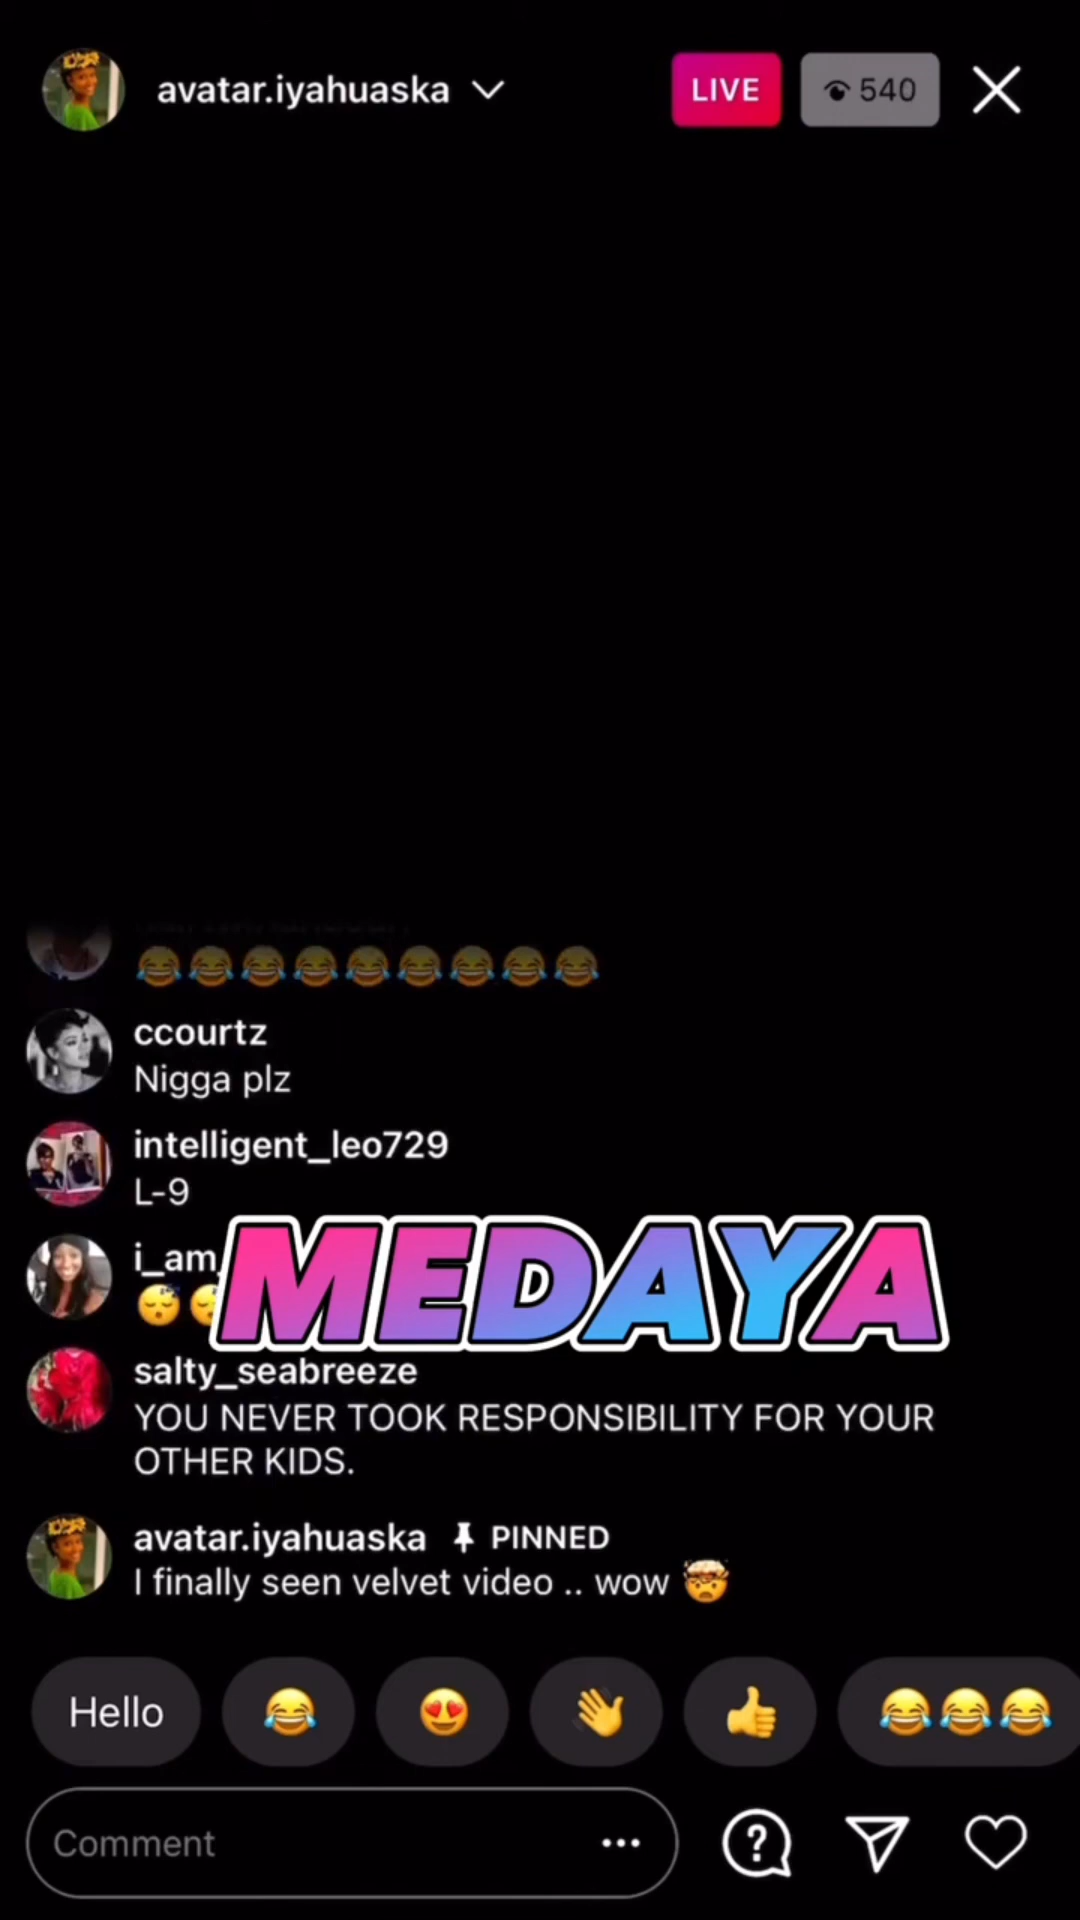 avatar.iyahuaska
LIVE
540
😂😂😂😂😂😂😂😂😂
ccourtz
Nigga plz
intelligent_leo729
L-9
i_am_
😴😴
MEDAYA
salty_seabreeze
YOU NEVER TOOK RESPONSIBILITY FOR YOUR
OTHER KIDS.
avatar.iyahuaska PINNED
I finally seen velvet video .. wow 🤯
Hello 😂 😍 👋 👍 😂😂😂
Comment